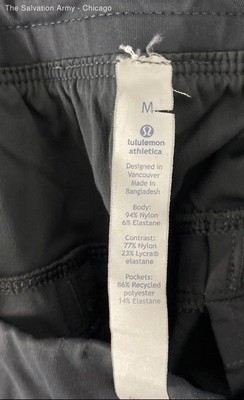 The Salvation Army - Chicago
M
lululemon
athletica
Designed in
Vancouver
Made in
Bangladesh
Body:
94% Nylon
6% Elastane
Contrast:
77% Nylon
23% Lycra®
elastane
Pockets:
86% Recycled
polyester
14% Elastane